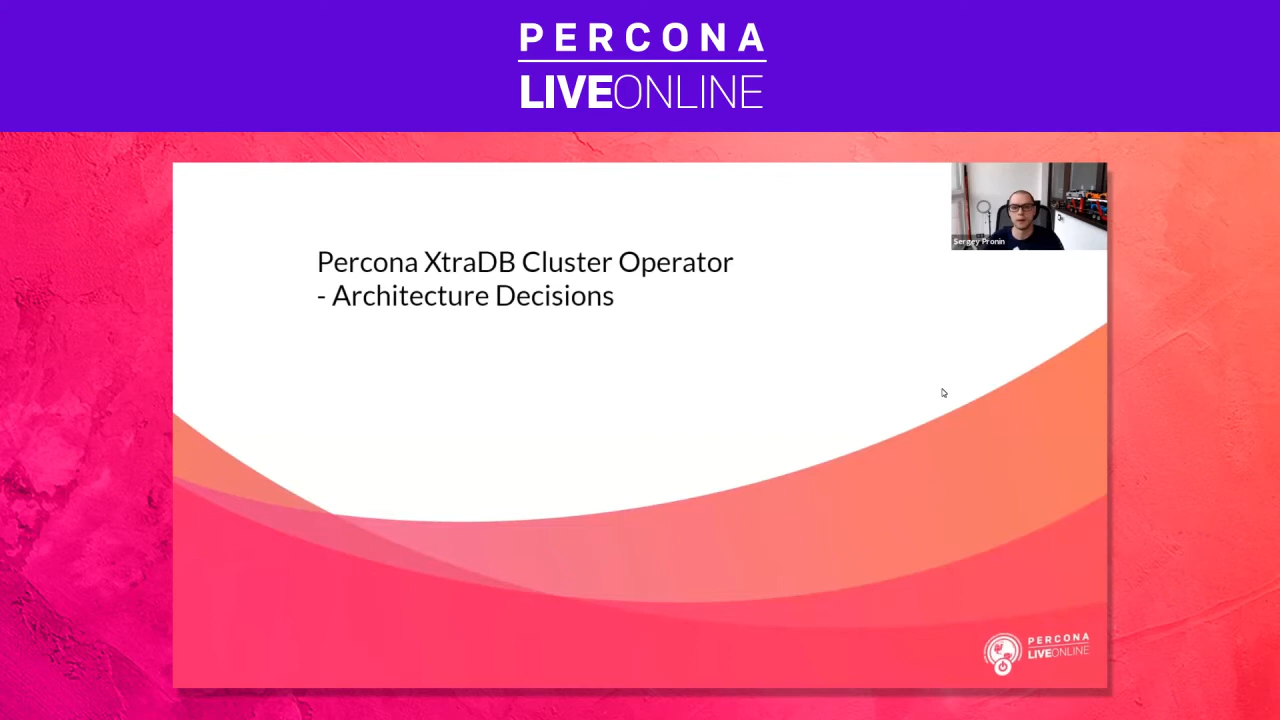 PERCONA
LIVEONLINE
Sergey Pronin
Percona XtraDB Cluster Operator
- Architecture Decisions
PERCONA
LIVEONLINE